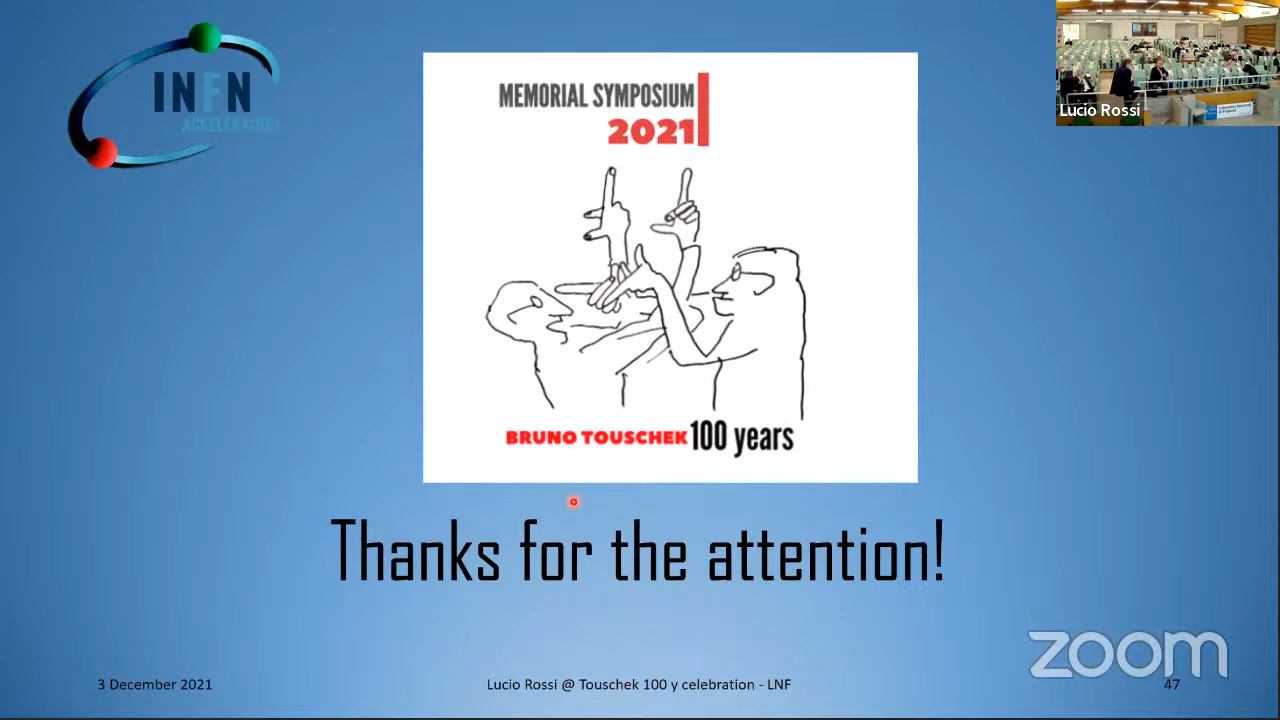 INFN
ACCELERATORS
MEMORIAL SYMPOSIUM
2021
BRUNO TOUSCHEK 100 years
Thanks for the attention!
Lucio Rossi
zoom
3 December 2021
Lucio Rossi @ Touschek 100 y celebration - LNF
47